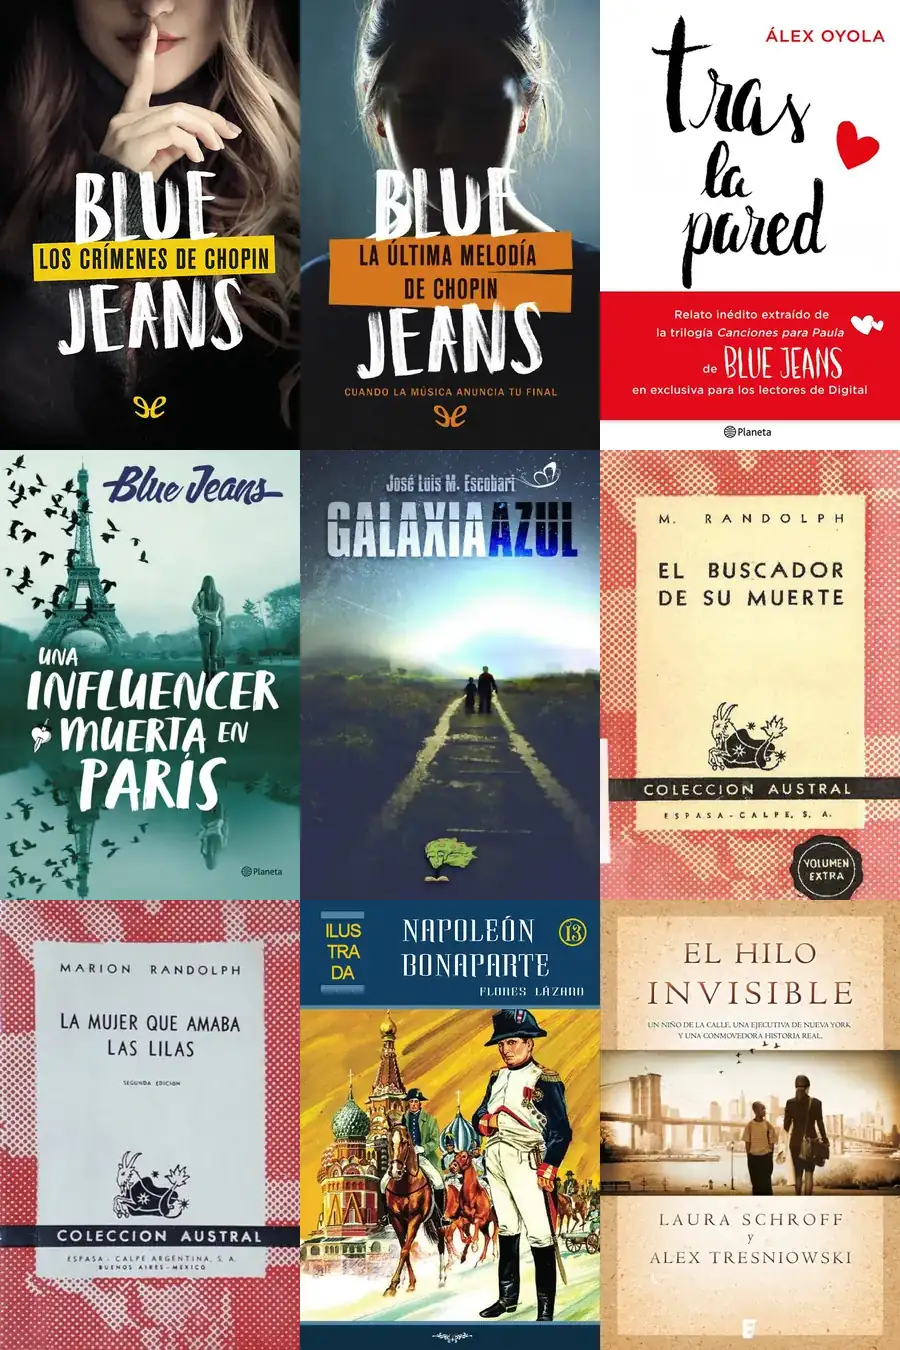 BLUE
LOS CRÍMENES DE CHOPIN
JEANS
BLUE
LA ÚLTIMA MELODÍA
DE CHOPIN
JEANS
CUANDO LA MÚSICA ANUNCIA TU FINAL
ÁLEX OYOLA
tras
la
pared
Relato inédito extraído de
la trilogía Canciones para Paula
de BLUE JEANS
en exclusiva para los lectores de Digital
Planeta
Blue Jeans
UNA
INFLUENCER
MUERTA EN
PARÍS
Planeta
José Luis M. Escobari
GALAXIA AZUL
M. RANDOLPH
EL BUSCADOR
DE SU MUERTE
COLECCION AUSTRAL
ESPASA-CALPE, S. A.
VOLUMEN
EXTRA
MARION RANDOLPH
LA MUJER QUE AMABA
LAS LILAS
SEGUNDA EDICION
COLECCION AUSTRAL
ESPASA-CALPE ARGENTINA, S. A.
BUENOS AIRES-MEXICO
ILUS
TRA
DA
NAPOLEÓN
BONAPARTE
13
FLORES LÁZARO
EL HILO
INVISIBLE
UN NIÑO DE LA CALLE, UNA EJECUTIVA DE NUEVA YORK
Y UNA CONMOVEDORA HISTORIA REAL.
LAURA SCHROFF
y
ALEX TRESNIOWSKI